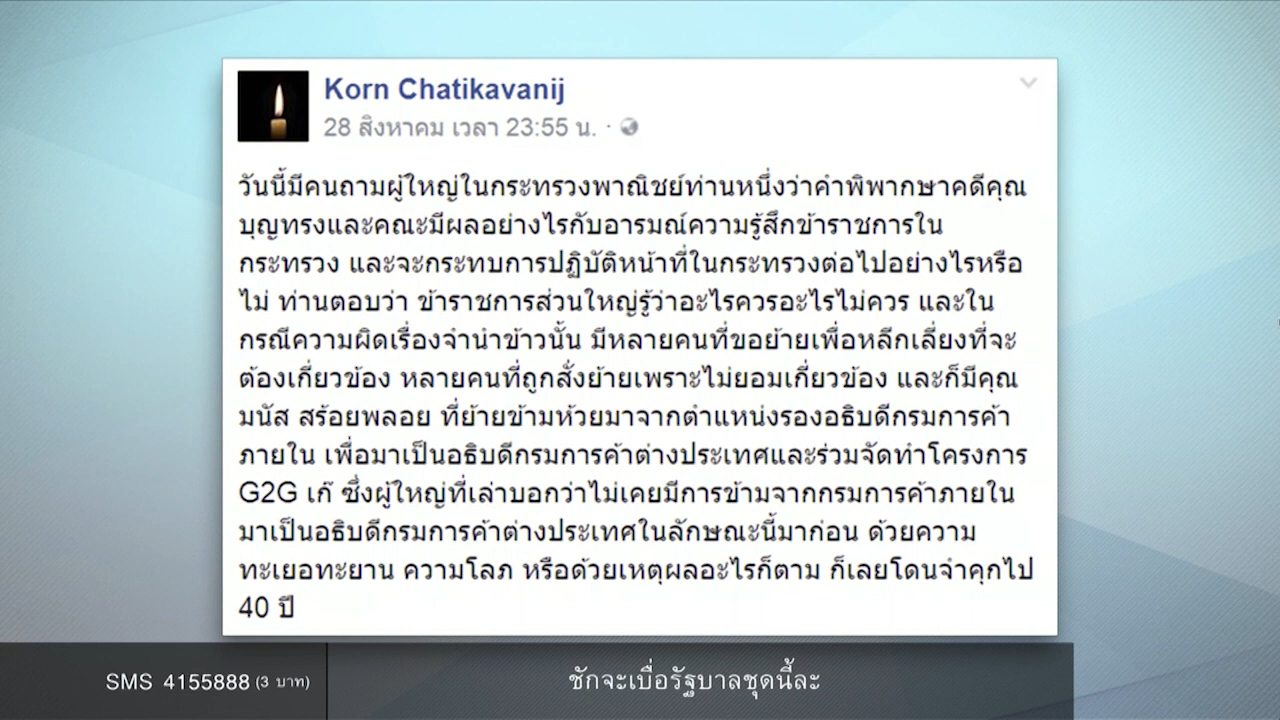 Korn Chatikavanij
28 สิงหาคม เวลา 23:55 น. ·
วันนี้มีคนถามผู้ใหญ่ในกระทรวงพาณิชย์ท่านหนึ่งว่าคำพิพากษาคดีคุณ
บุญทรงและคณะมีผลอย่างไรกับอารมณ์ความรู้สึกข้าราชการใน
กระทรวง และจะกระทบการปฏิบัติหน้าที่ในกระทรวงต่อไปอย่างไรหรือ
ไม่ ท่านตอบว่า ข้าราชการส่วนใหญ่รู้ว่าอะไรควรอะไรไม่ควร และใน
กรณีความผิดเรื่องจำนำข้าวนั้น มีหลายคนที่ขอย้ายเพื่อหลีกเลี่ยงที่จะ
ต้องเกี่ยวข้อง หลายคนที่ถูกสั่งย้ายเพราะไม่ยอมเกี่ยวข้อง และก็มีคุณ
มนัส สร้อยพลอย ที่ย้ายข้ามห้วยมาจากตำแหน่งรองอธิบดีกรมการค้า
ภายใน เพื่อมาเป็นอธิบดีกรมการค้าต่างประเทศและร่วมจัดทำโครงการ
G2G เก๊ ซึ่งผู้ใหญ่ที่เล่าบอกว่าไม่เคยมีการข้ามจากกรมการค้าภายใน
มาเป็นอธิบดีกรมการค้าต่างประเทศในลักษณะนี้มาก่อน ด้วยความ
ทะเยอทะยาน ความโลภ หรือด้วยเหตุผลอะไรก็ตาม ก็เลยโดนจำคุกไป
40 ปี
SMS 4155888 (3 บาท)
ชักจะเบื่อรัฐบาลชุดนี้ละ